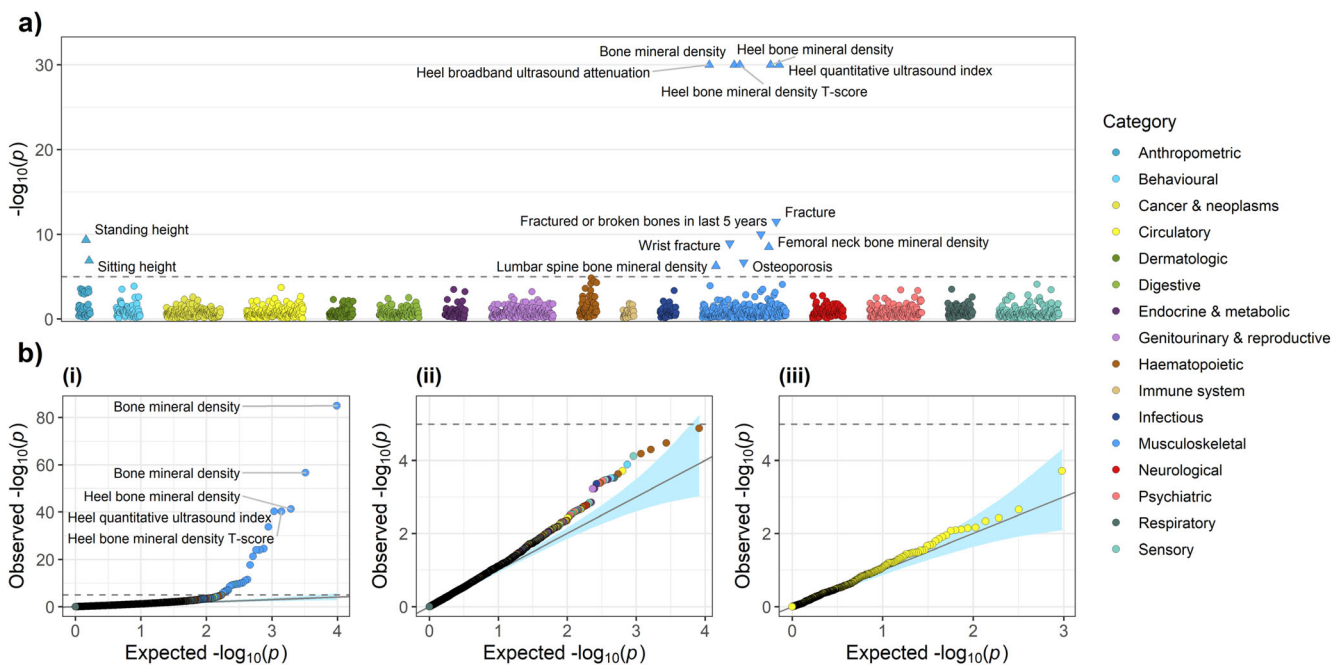 a)
Bone mineral density
Heel bone mineral density
Heel broadband ultrasound attenuation
Heel quantitative ultrasound index
Heel bone mineral density T-score
Standing height
Sitting height
Fracture
Fractured or broken bones in last 5 years
Wrist fracture
Femoral neck bone mineral density
Lumbar spine bone mineral density
Osteoporosis
-log10(p)
30
20
10
0
Category
Anthropometric
Behavioural
Cancer & neoplasms
Circulatory
Dermatologic
Digestive
Endocrine & metabolic
Genitourinary & reproductive
Haematopoietic
Immune system
Infectious
Musculoskeletal
Neurological
Psychiatric
Respiratory
Sensory
b)
(i)
Bone mineral density
Bone mineral density
Heel bone mineral density
Heel quantitative ultrasound index
Heel bone mineral density T-score
Observed -log10(p)
80
60
40
20
0
0 1 2 3 4
Expected -log10(p)
(ii)
Observed -log10(p)
4
2
0
0 1 2 3 4
Expected -log10(p)
(iii)
Observed -log10(p)
4
2
0
0 1 2 3
Expected -log10(p)